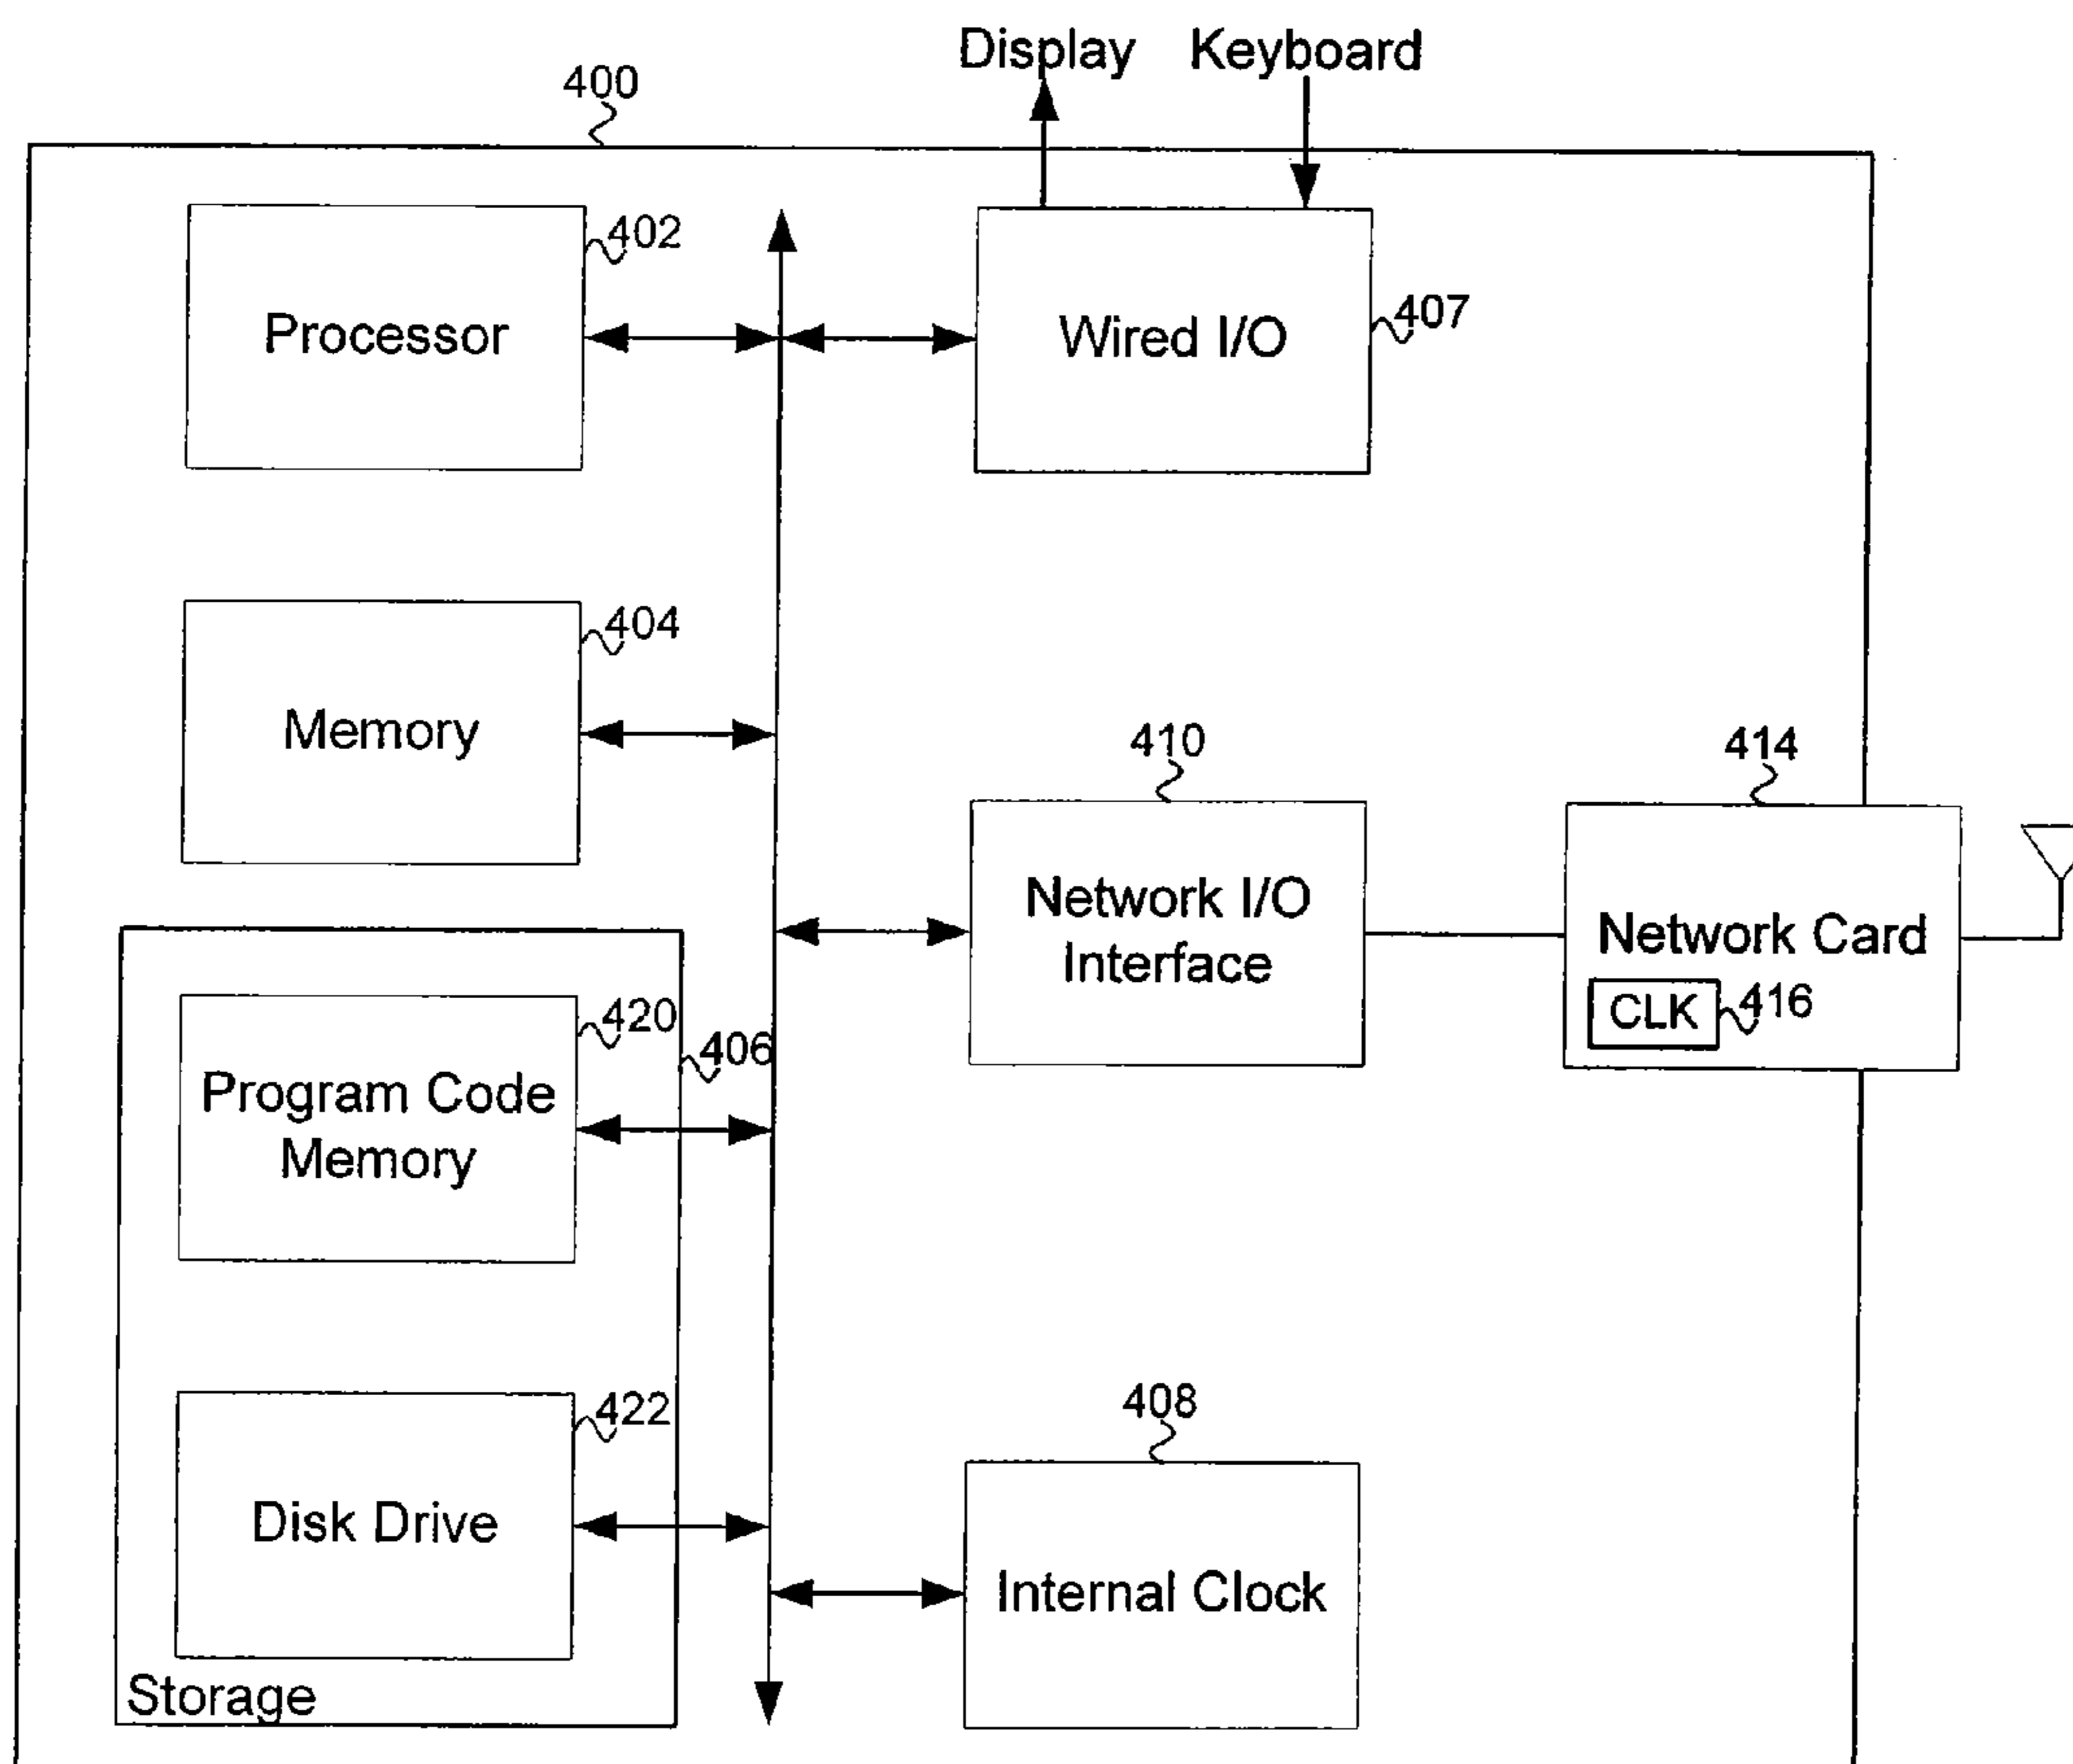 Display Keyboard
400
402
Processor
Wired I/O
407
404
Memory
410
414
Network I/O
Interface
Network Card
CLK
416
420
406
Program Code
Memory
422
408
Disk Drive
Internal Clock
Storage